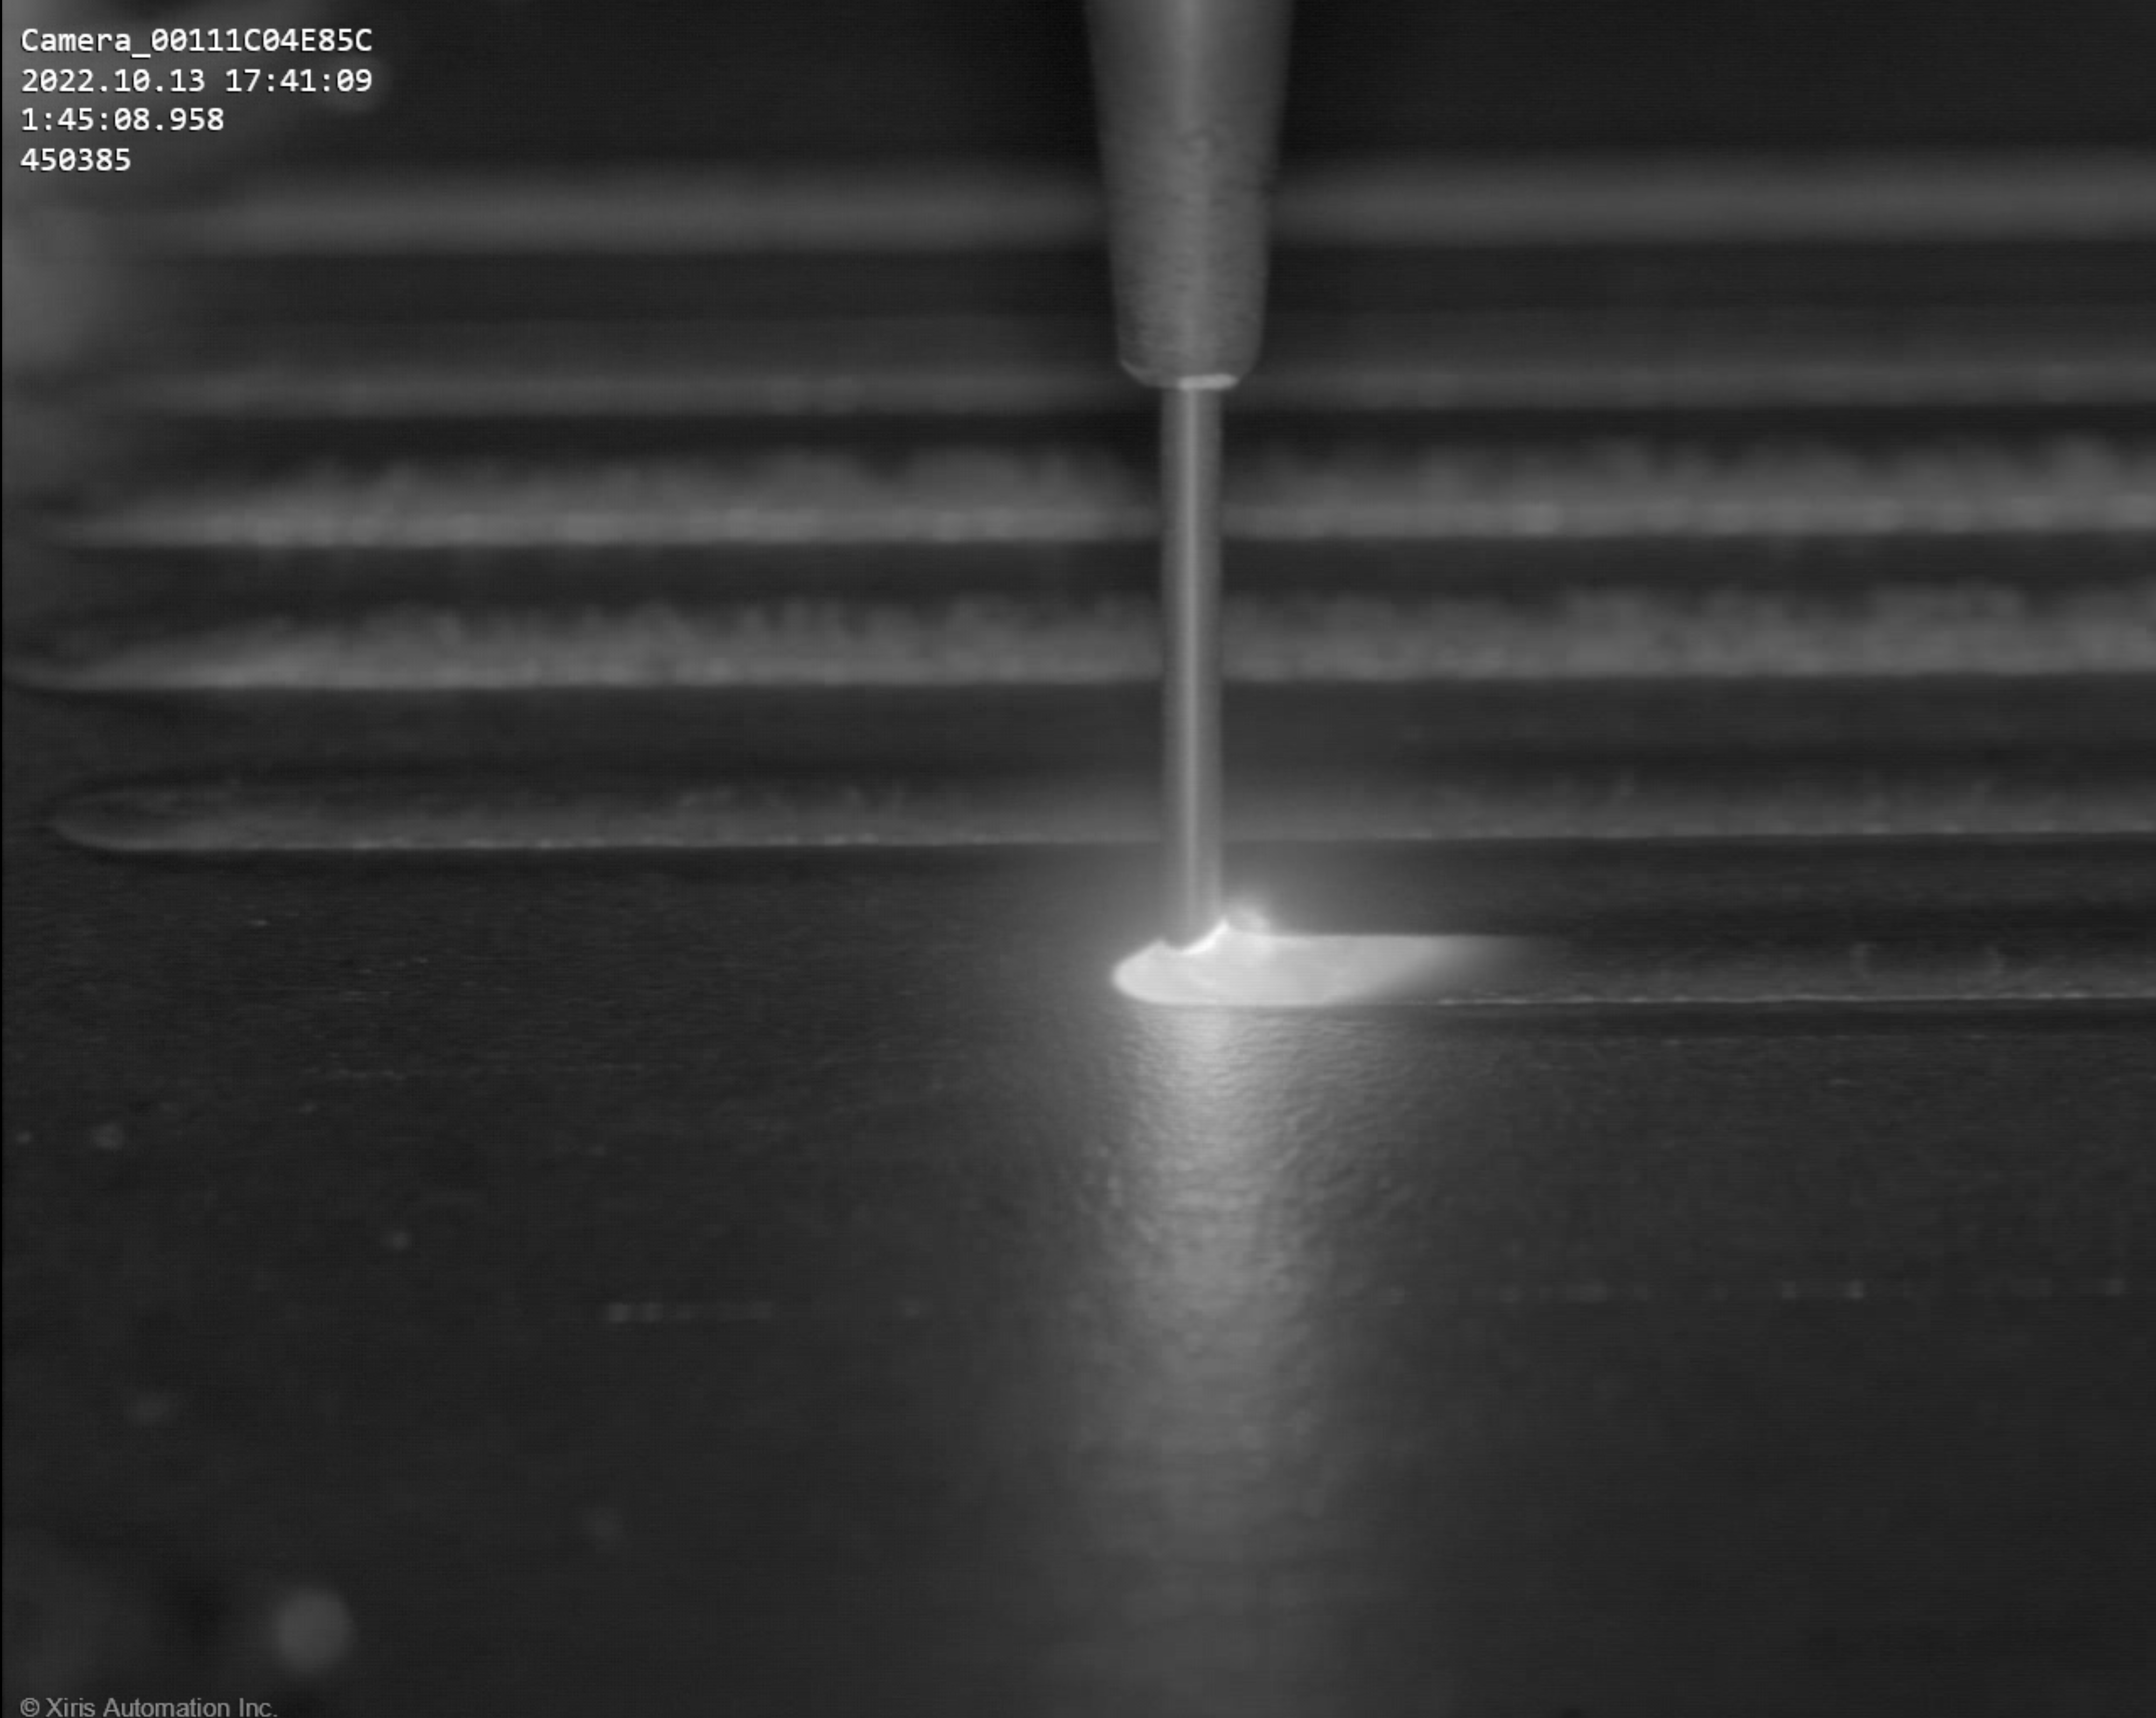 Camera_00111C04E85C
2022.10.13 17:41:09
1:45:08.958
450385
© Xiris Automation Inc.